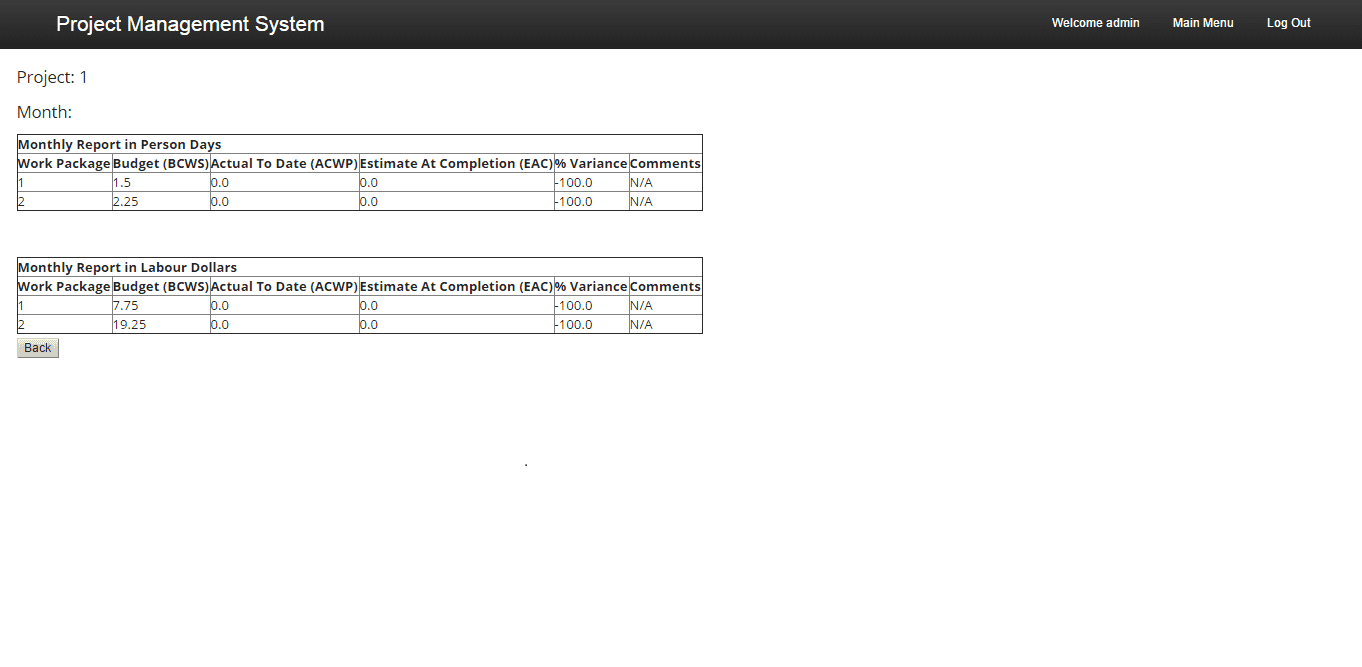 Project Management System Welcome admin Main Menu Log Out
Project: 1
Month:
Monthly Report in Person Days
Work Package Budget (BCWS) Actual To Date (ACWP) Estimate At Completion (EAC) % Variance Comments
1 1.5 0.0 0.0 -100.0 N/A
2 2.25 0.0 0.0 -100.0 N/A
Monthly Report in Labour Dollars
Work Package Budget (BCWS) Actual To Date (ACWP) Estimate At Completion (EAC) % Variance Comments
1 7.75 0.0 0.0 -100.0 N/A
2 19.25 0.0 0.0 -100.0 N/A
Back
.